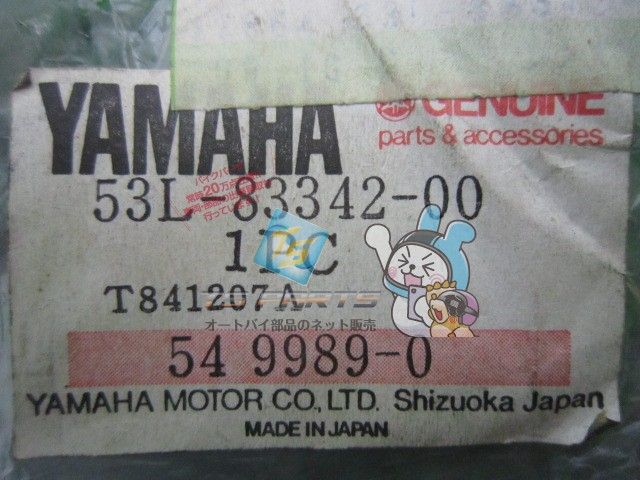 YAMAHA
GENUINE
parts & accessories
53L-83342-00
1PC
T841207A
オートバイ部品のネット販売
54 9989-0
YAMAHA MOTOR CO., LTD. Shizuoka Japan
MADE IN JAPAN